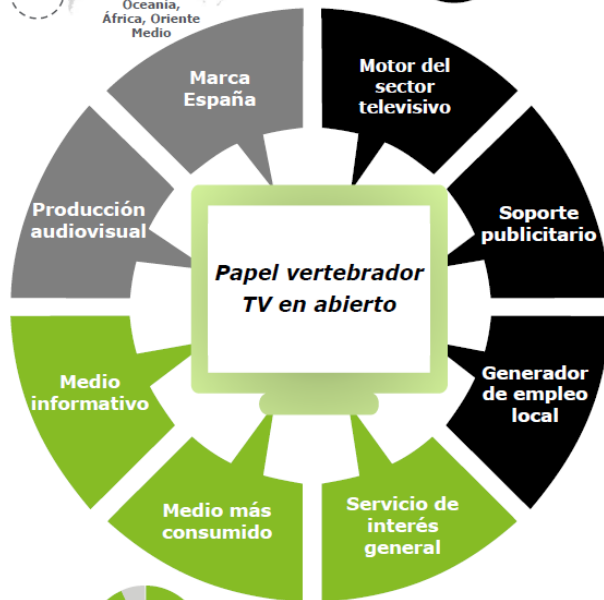 Oceanía,
África, Oriente
Medio
Marca
España
Motor del
sector
televisivo
Producción
audiovisual
Soporte
publicitario
Papel vertebrador
TV en abierto
Medio
informativo
Generador
de empleo
local
Medio más
consumido
Servicio de
interés
general